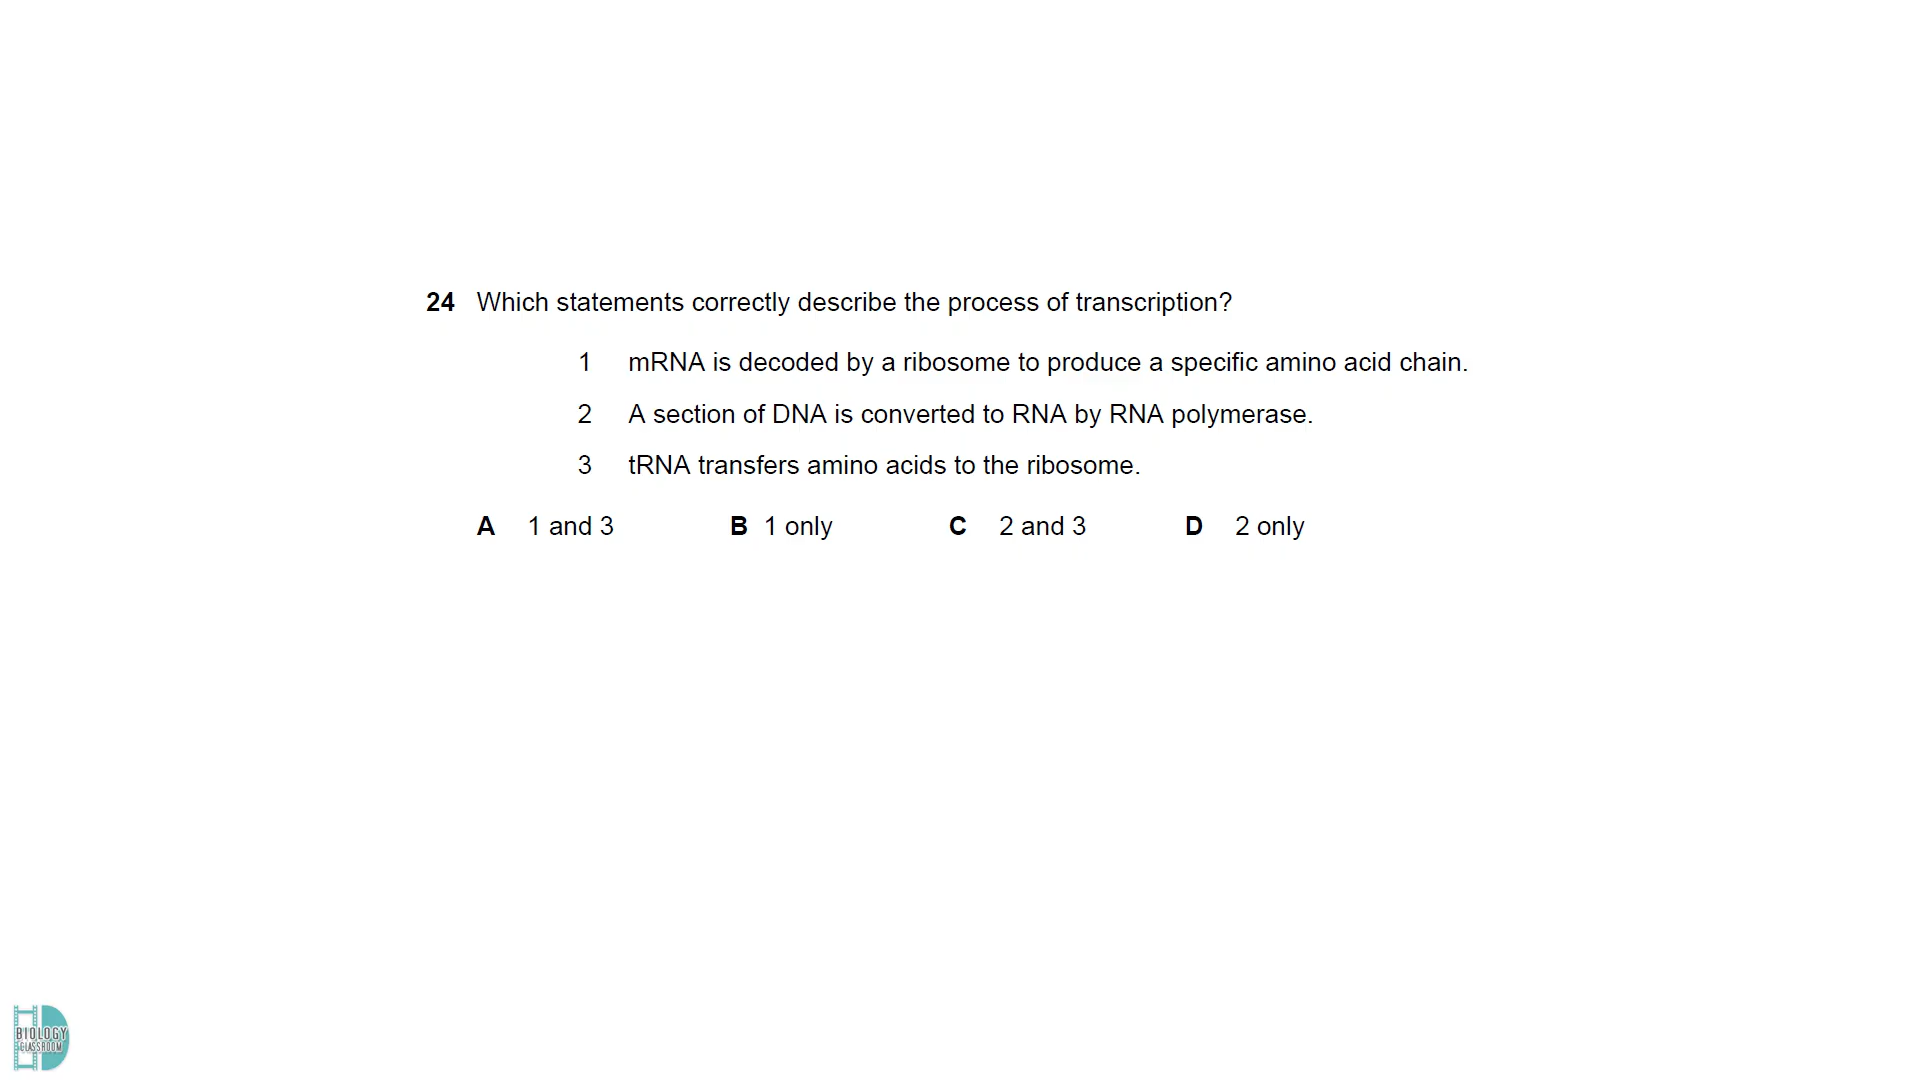 24 Which statements correctly describe the process of transcription?
1 mRNA is decoded by a ribosome to produce a specific amino acid chain.
2 A section of DNA is converted to RNA by RNA polymerase.
3 tRNA transfers amino acids to the ribosome.
A 1 and 3 B 1 only C 2 and 3 D 2 only
BIOLOGY
CLASSROOM